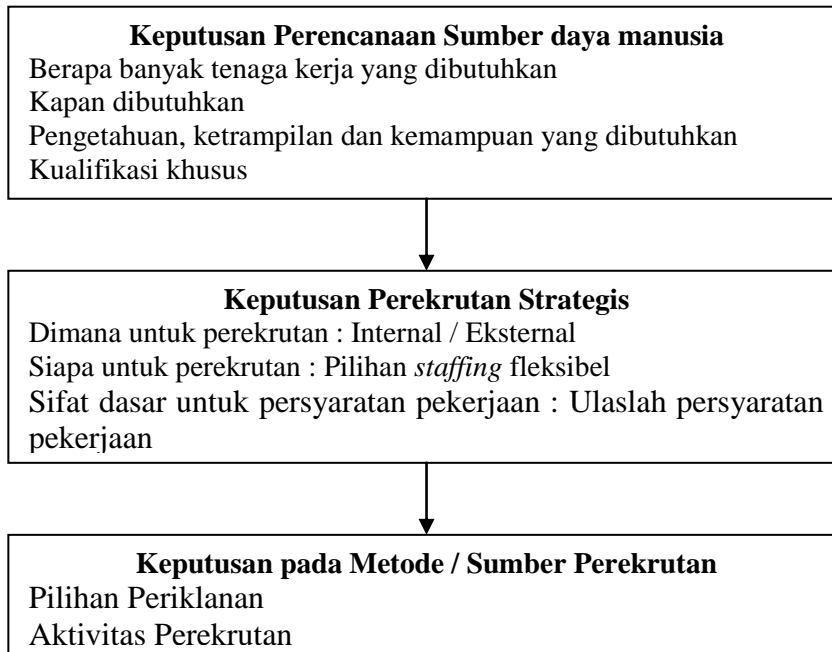 Keputusan Perencanaan Sumber daya manusia
Berapa banyak tenaga kerja yang dibutuhkan
Kapan dibutuhkan
Pengetahuan, ketrampilan dan kemampuan yang dibutuhkan
Kualifikasi khusus
Keputusan Perekrutan Strategis
Dimana untuk perekrutan : Internal / Eksternal
Siapa untuk perekrutan : Pilihan staffing fleksibel
Sifat dasar untuk persyaratan pekerjaan : Ulaslah persyaratan
pekerjaan
Keputusan pada Metode / Sumber Perekrutan
Pilihan Periklanan
Aktivitas Perekrutan